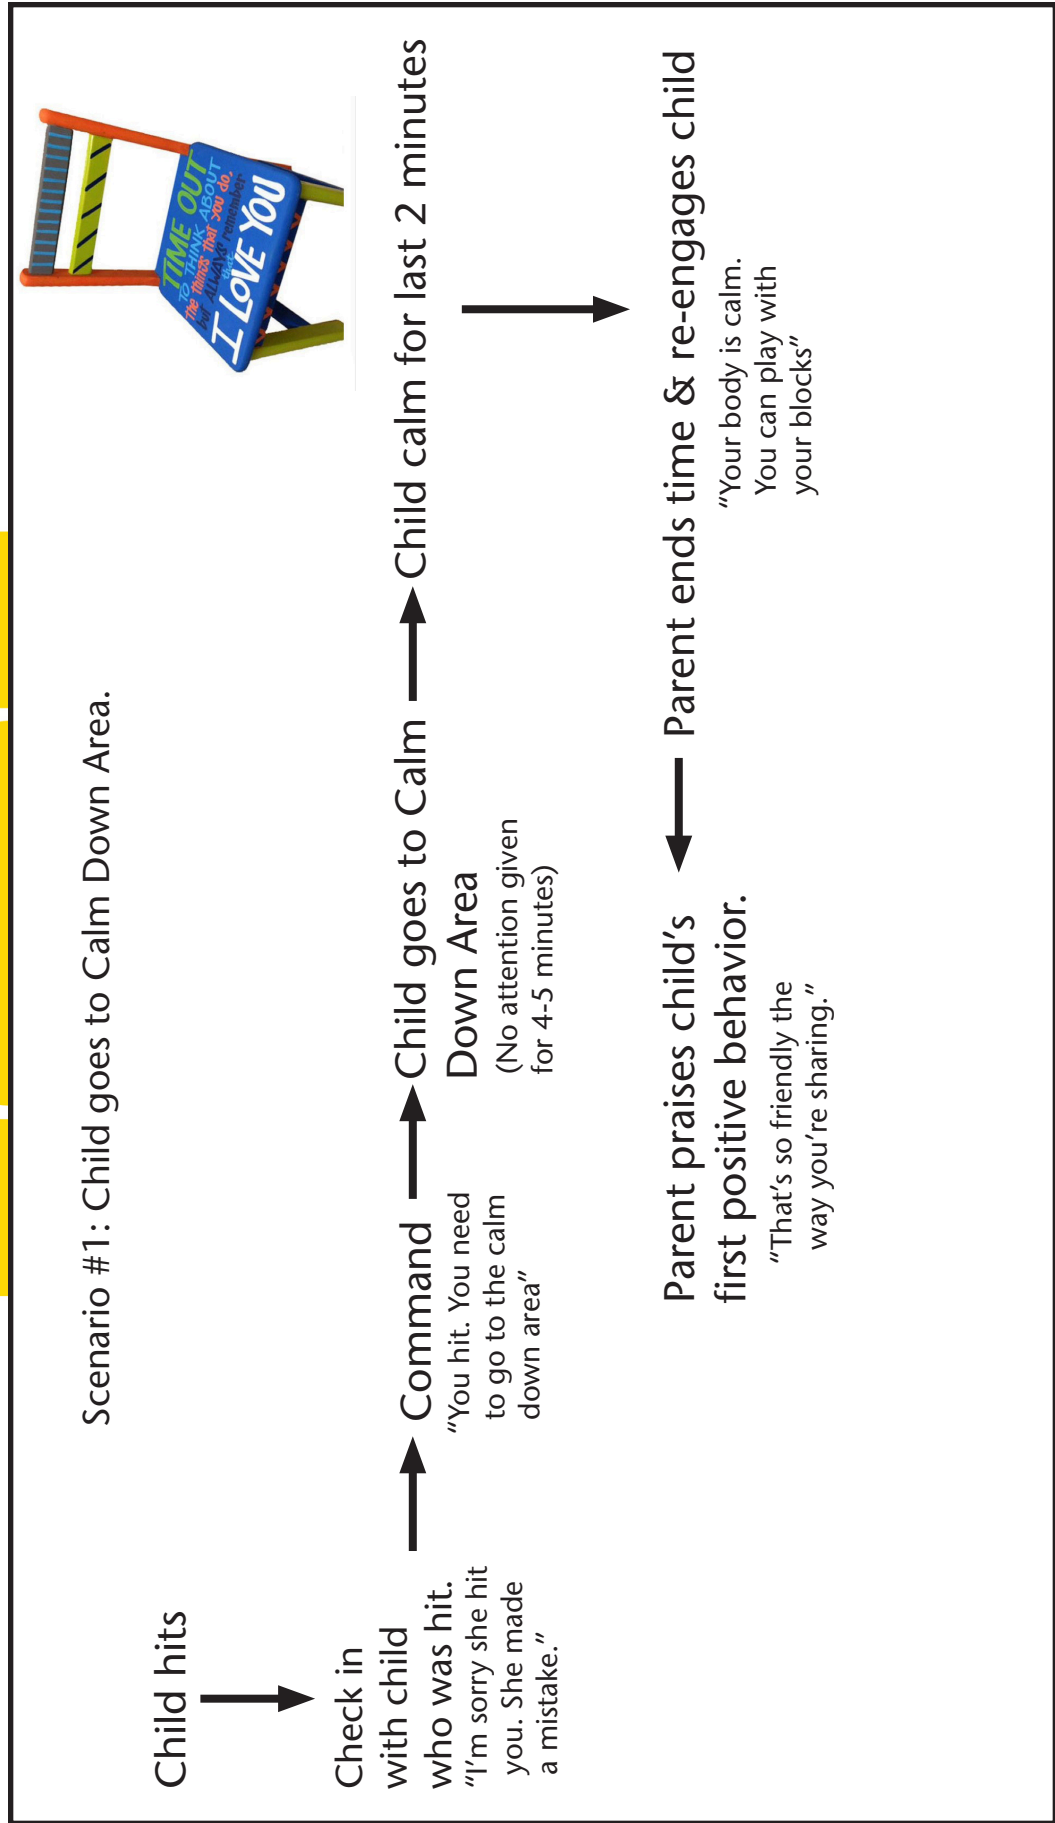 Scenario #1: Child goes to Calm Down Area.
TIME OUT
TO THINK ABOUT
the things that you do,
but ALWAYS remember
that
I LOVE YOU
Child hits
Check in
with child
who was hit.
“I’m sorry she hit
you. She made
a mistake.”
Command
“You hit. You need
to go to the calm
down area”
Child goes to Calm
Down Area
(No attention given
for 4-5 minutes)
Child calm for last 2 minutes
Parent ends time & re-engages child
“Your body is calm.
You can play with
your blocks”
Parent praises child’s
first positive behavior.
“That’s so friendly the
way you’re sharing.”